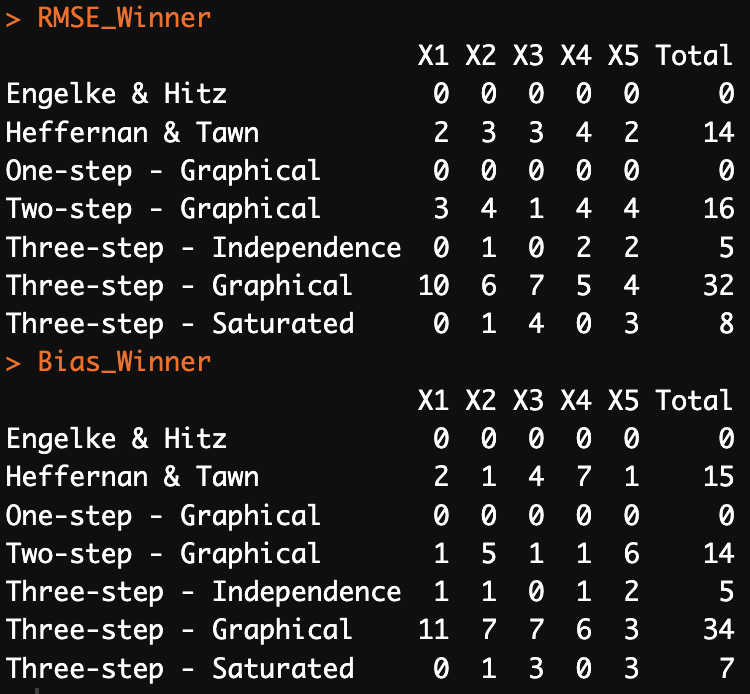 > RMSE_Winner
X1 X2 X3 X4 X5 Total
Engelke & Hitz 0 0 0 0 0 0
Heffernan & Tawn 2 3 3 4 2 14
One-step - Graphical 0 0 0 0 0 0
Two-step - Graphical 3 4 1 4 4 16
Three-step - Independence 0 1 0 2 2 5
Three-step - Graphical 10 6 7 5 4 32
Three-step - Saturated 0 1 4 0 3 8
> Bias_Winner
X1 X2 X3 X4 X5 Total
Engelke & Hitz 0 0 0 0 0 0
Heffernan & Tawn 2 1 4 7 1 15
One-step - Graphical 0 0 0 0 0 0
Two-step - Graphical 1 5 1 1 6 14
Three-step - Independence 1 1 0 1 2 5
Three-step - Graphical 11 7 7 6 3 34
Three-step - Saturated 0 1 3 0 3 7